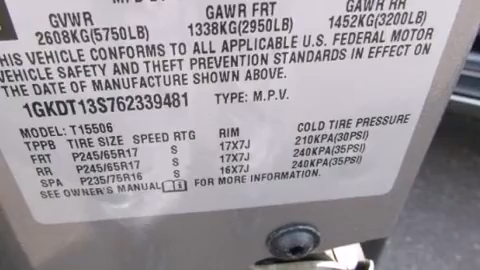 GVWR GAWR FRT GAWR RR
2608KG(5750LB) 1338KG(2950LB) 1452KG(3200LB)
THIS VEHICLE CONFORMS TO ALL APPLICABLE U.S. FEDERAL MOTOR
VEHICLE SAFETY AND THEFT PREVENTION STANDARDS IN EFFECT ON
THE DATE OF MANUFACTURE SHOWN ABOVE.
1GKDT13S762339481 TYPE: M.P.V.
MODEL: T15506
TPPB TIRE SIZE SPEED RTG RIM COLD TIRE PRESSURE
FRT P245/65R17 S 17X7J 210KPA(30PSI)
RR P245/65R17 S 17X7J 240KPA(35PSI)
SPA P235/75R16 S 16X7J 240KPA(35PSI)
SEE OWNER'S MANUAL FOR MORE INFORMATION.